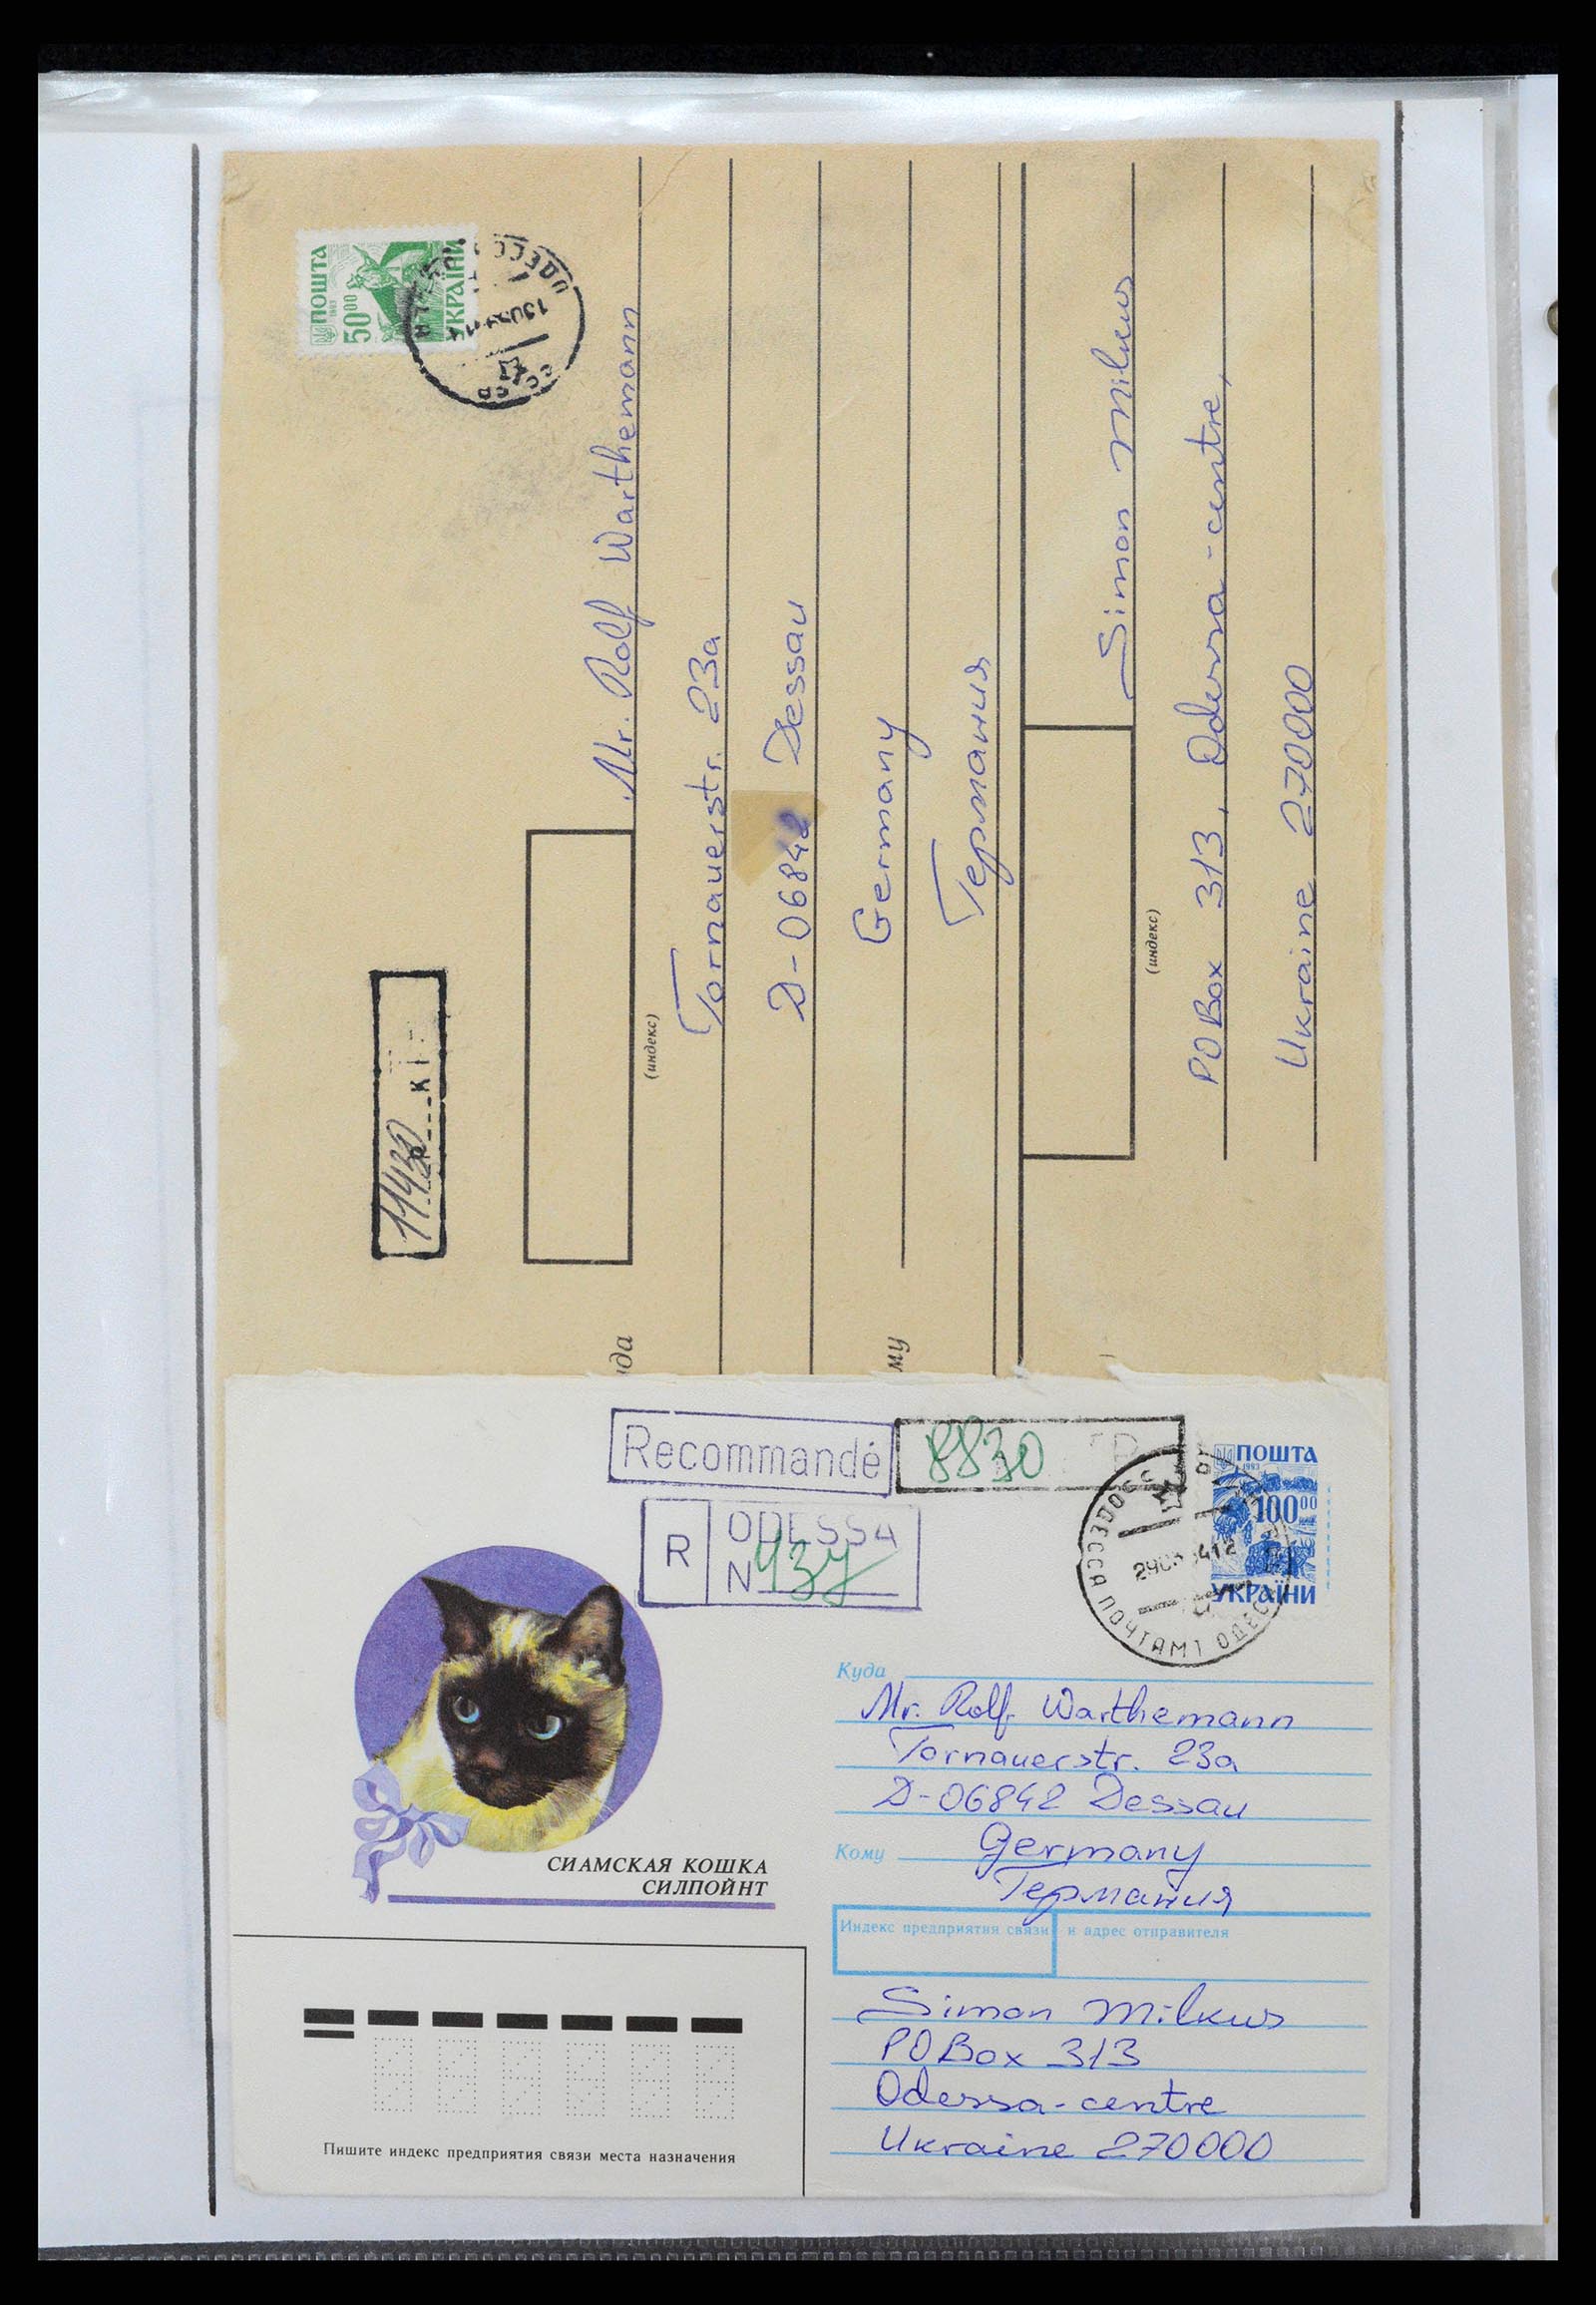 ПОШТА
1993
50 00
УКРАЇНИ
11430
Mr. Rolf Warthemann
(индекс)
Tornauerstr. 23a
D-06842 Dessau
Germany
Германия
Simon Milkus
(индекс)
PO Box 313, Odessa-centre,
Ukraine 270000
Recommandé
8830
R ODESSA
N 437
ПОШТА
1993
100 00
УКРАЇНИ
ОДЕССА ПОЧТАМТ
СИАМСКАЯ КОШКА
СИЛПОЙНТ
Куда
Mr. Rolf Warthemann
Tornauerstr. 23a
D-06842 Dessau
Кому Germany
Германия
Индекс предприятия связи и адрес отправителя
Simon Milkus
PO Box 313
Odessa-centre
Ukraine 270000
Пишите индекс предприятия связи места назначения